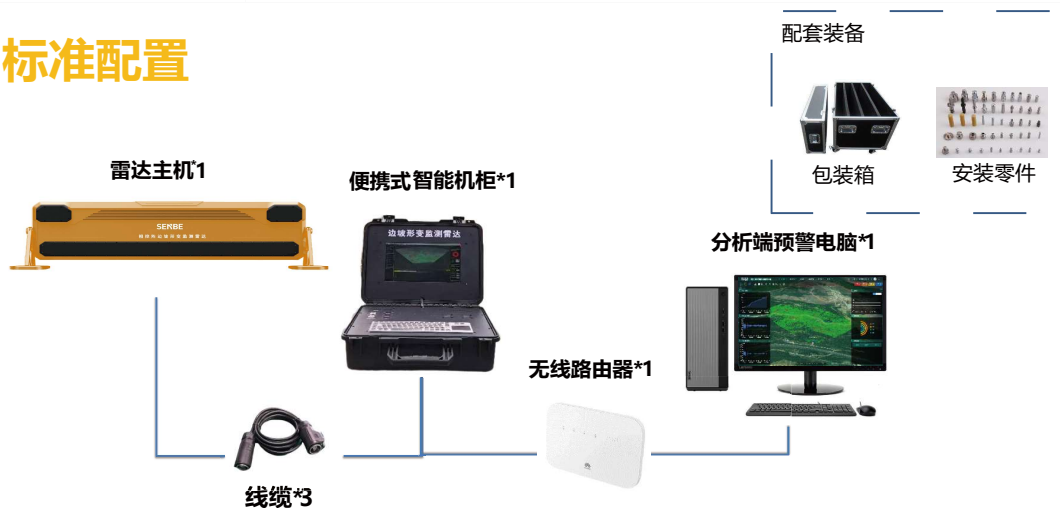 标准配置
配套装备
包装箱
安装零件
雷达主机*1
SENBE
便携式智能机柜*1
边坡形变监测雷达
分析端预警电脑*1
无线路由器*1
线缆*3